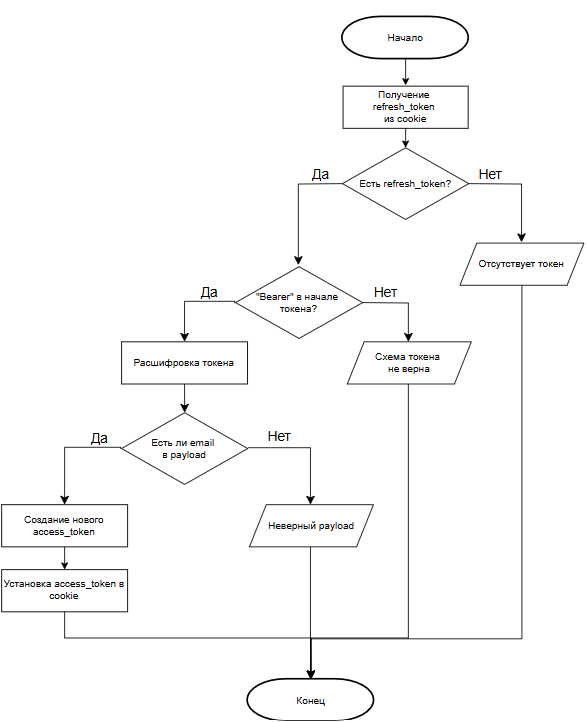 Начало
Получение
refresh_token
из cookie
Есть refresh_token?
Да
Нет
Отсутствует токен
"Bearer" в начале
токена?
Да
Нет
Расшифровка токена
Схема токена
не верна
Есть ли email
в payload
Да
Нет
Создание нового
access_token
Неверный payload
Установка access_token в
cookie
Конец